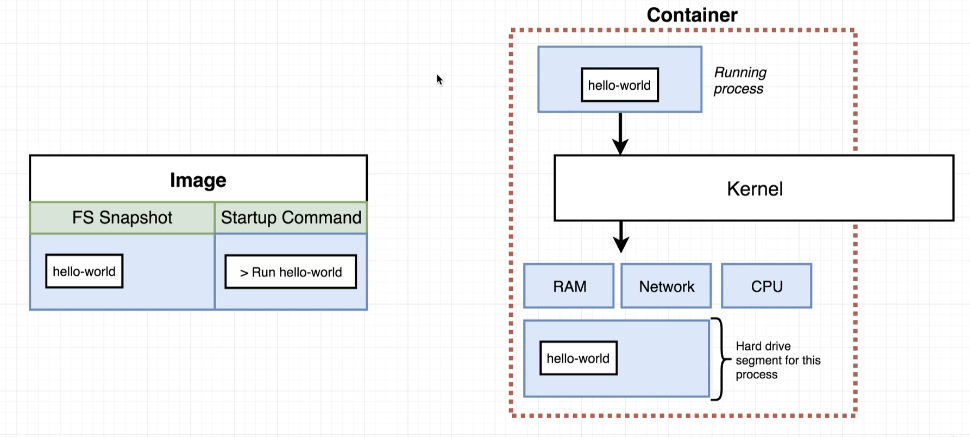 Container
hello-world
Running
process
Kernel
Image
FS Snapshot
Startup Command
hello-world
> Run hello-world
RAM
Network
CPU
hello-world
Hard drive
segment for this
process